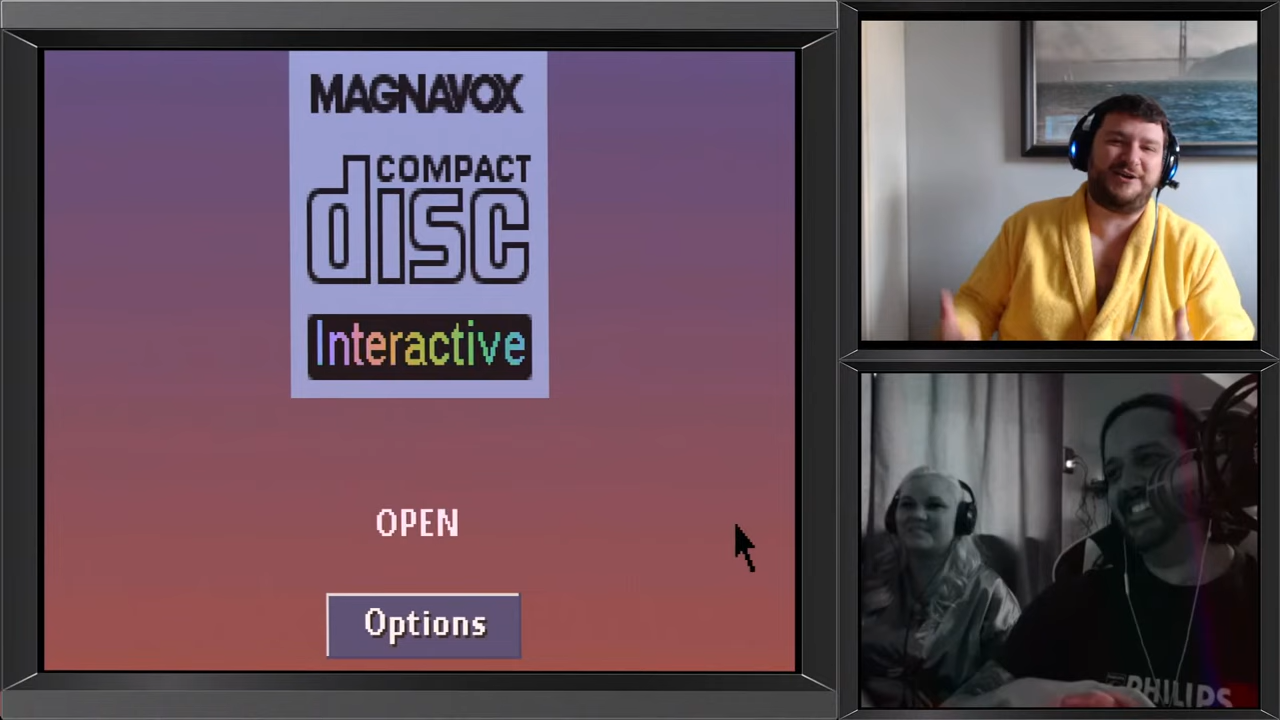 MAGNAVOX
COMPACT
disc
Interactive
OPEN
Options
PHILIPS